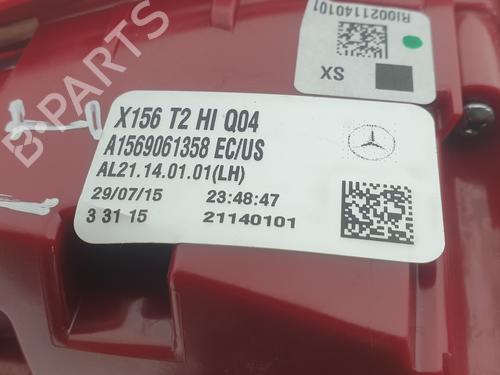 RI0021140101
SX
B-PARTS
X156 T2 HI Q04
A1569061358 EC/US
AL21.14.01.01(LH)
29/07/15 23:48:47
3 31 15 21140101